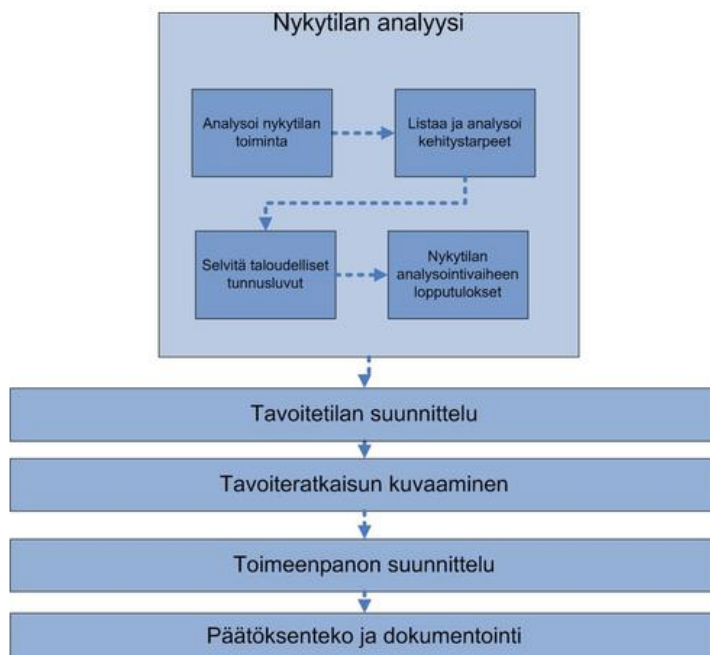 Nykytilan analyysi
Analysoi nykytilan
toiminta
Listaa ja analysoi
kehitystarpeet
Selvitä taloudelliset
tunnusluvut
Nykytilan
analysointivaiheen
lopputulokset
Tavoitetilan suunnittelu
Tavoiteratkaisun kuvaaminen
Toimeenpanon suunnittelu
Päätöksenteko ja dokumentointi